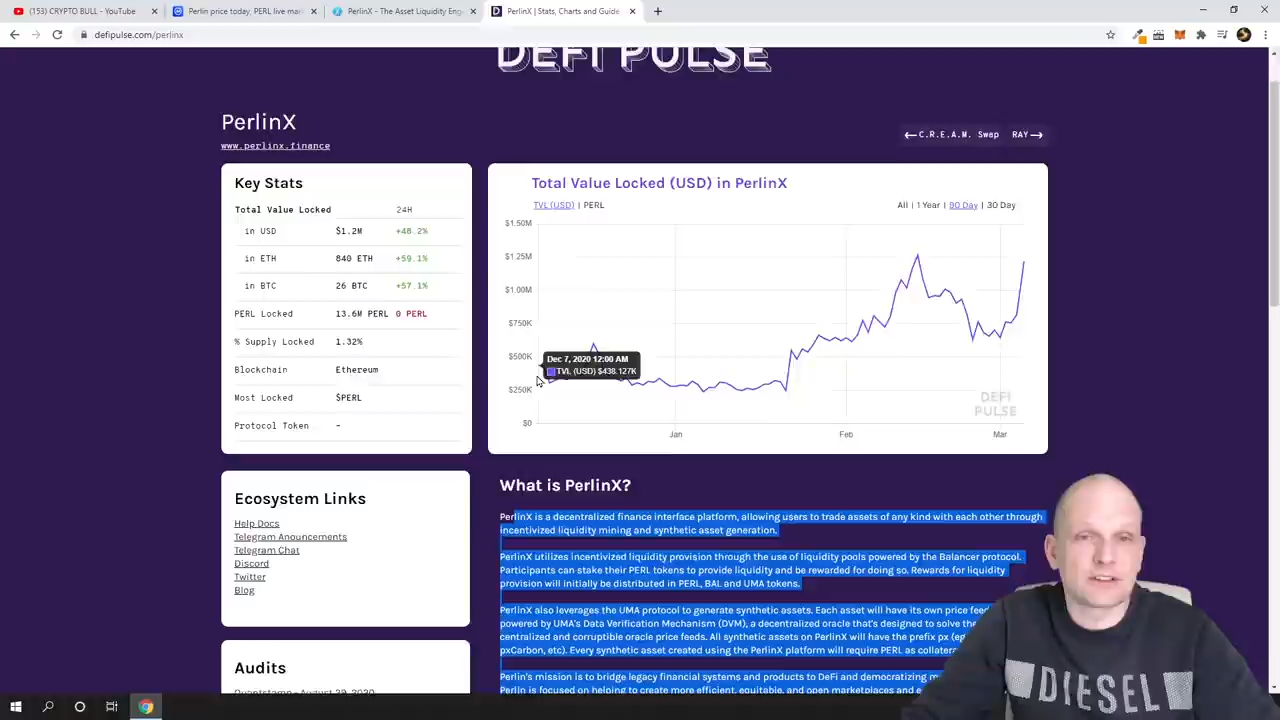 (153) CRYPTO BULL - YouTube
Perlin price today, PERL live mar
PerlinX - The Asset Liquidity Eng
PerlinX | Stats, Charts and Guide
defipulse.com/perlinx
DEFI PULSE
PerlinX
www.perlinx.finance
C.R.E.A.M. Swap RAY
Key Stats
Total Value Locked 24H
in USD $1.2M +48.2%
in ETH 840 ETH +59.1%
in BTC 26 BTC +57.1%
PERL Locked 13.6M PERL 0 PERL
% Supply Locked 1.32%
Blockchain Ethereum
Most Locked $PERL
Protocol Token -
Total Value Locked (USD) in PerlinX
TVL (USD) | PERL
All | 1 Year | 90 Day | 30 Day
$1.50M
$1.25M
$1.00M
$750K
$500K
$250K
$0
Dec 7, 2020 12:00 AM
TVL (USD) $438.127K
DEFI
PULSE
Jan Feb Mar
Ecosystem Links
Help Docs
Telegram Anouncements
Telegram Chat
Discord
Twitter
Blog
Audits
Quantstamp - August 29, 2020
What is PerlinX?
PerlinX is a decentralized finance interface platform, allowing users to trade assets of any kind with each other through
incentivized liquidity mining and synthetic asset generation.
PerlinX utilizes incentivized liquidity provision through the use of liquidity pools powered by the Balancer protocol.
Participants can stake their PERL tokens to provide liquidity and be rewarded for doing so. Rewards for liquidity
provision will initially be distributed in PERL, BAL and UMA tokens.
PerlinX also leverages the UMA protocol to generate synthetic assets. Each asset will have its own price feed
powered by UMA's Data Verification Mechanism (DVM), a decentralized oracle that's designed to solve the
centralized and corruptible oracle price feeds. All synthetic assets on PerlinX will have the prefix px (eg
pxCarbon, etc). Every synthetic asset created using the PerlinX platform will require PERL as
Perlin's mission is to bridge legacy financial systems and products to DeFi and democratizing
Perlin is focused on helping to create more efficient, equitable, and open marketplaces and
DIESEL